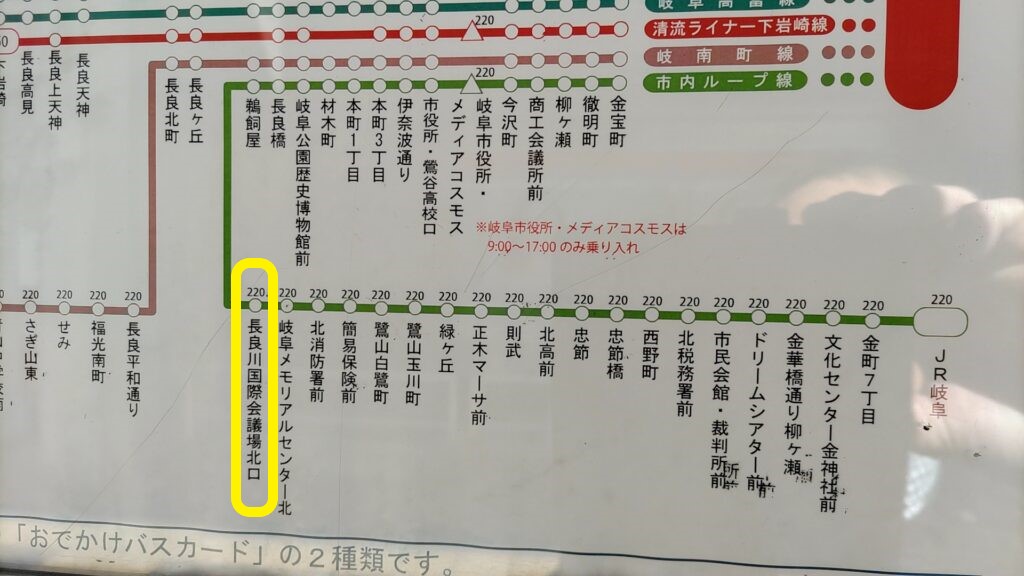 岐阜高富線
220
清流ライナー下岩崎線
岐南町線
220
市内ループ線
長良高見
長良上天神
長良天神
長良北町
長良ヶ丘
鵜飼屋
長良橋
岐阜公園歴史博物館前
材木町
本町1丁目
本町3丁目
伊奈波通り
市役所・鶯谷高校口
岐阜市役所・
メディアコスモス
今沢町
商工会議所前
柳ヶ瀬
徹明町
金宝町
※岐阜市役所・メディアコスモスは
9:00〜17:00のみ乗り入れ
220 さぎ山東
220 せみ
220 福光南町
220 長良平和通り
220 長良川国際会議場北口
220 岐阜メモリアルセンター北
220 北消防署前
220 簡易保険前
220 鷺山白鷺町
220 鷺山玉川町
220 緑ヶ丘
220 正木マーサ前
220 則武
220 北高前
220 忠節
220 忠節橋
220 西野町
220 北税務署前
220 市民会館・裁判所前
220 ドリームシアター前
220 金華橋通り柳ヶ瀬
220 文化センター金神社前
220 金町7丁目
220 JR岐阜
「おでかけバスカード」の2種類です。